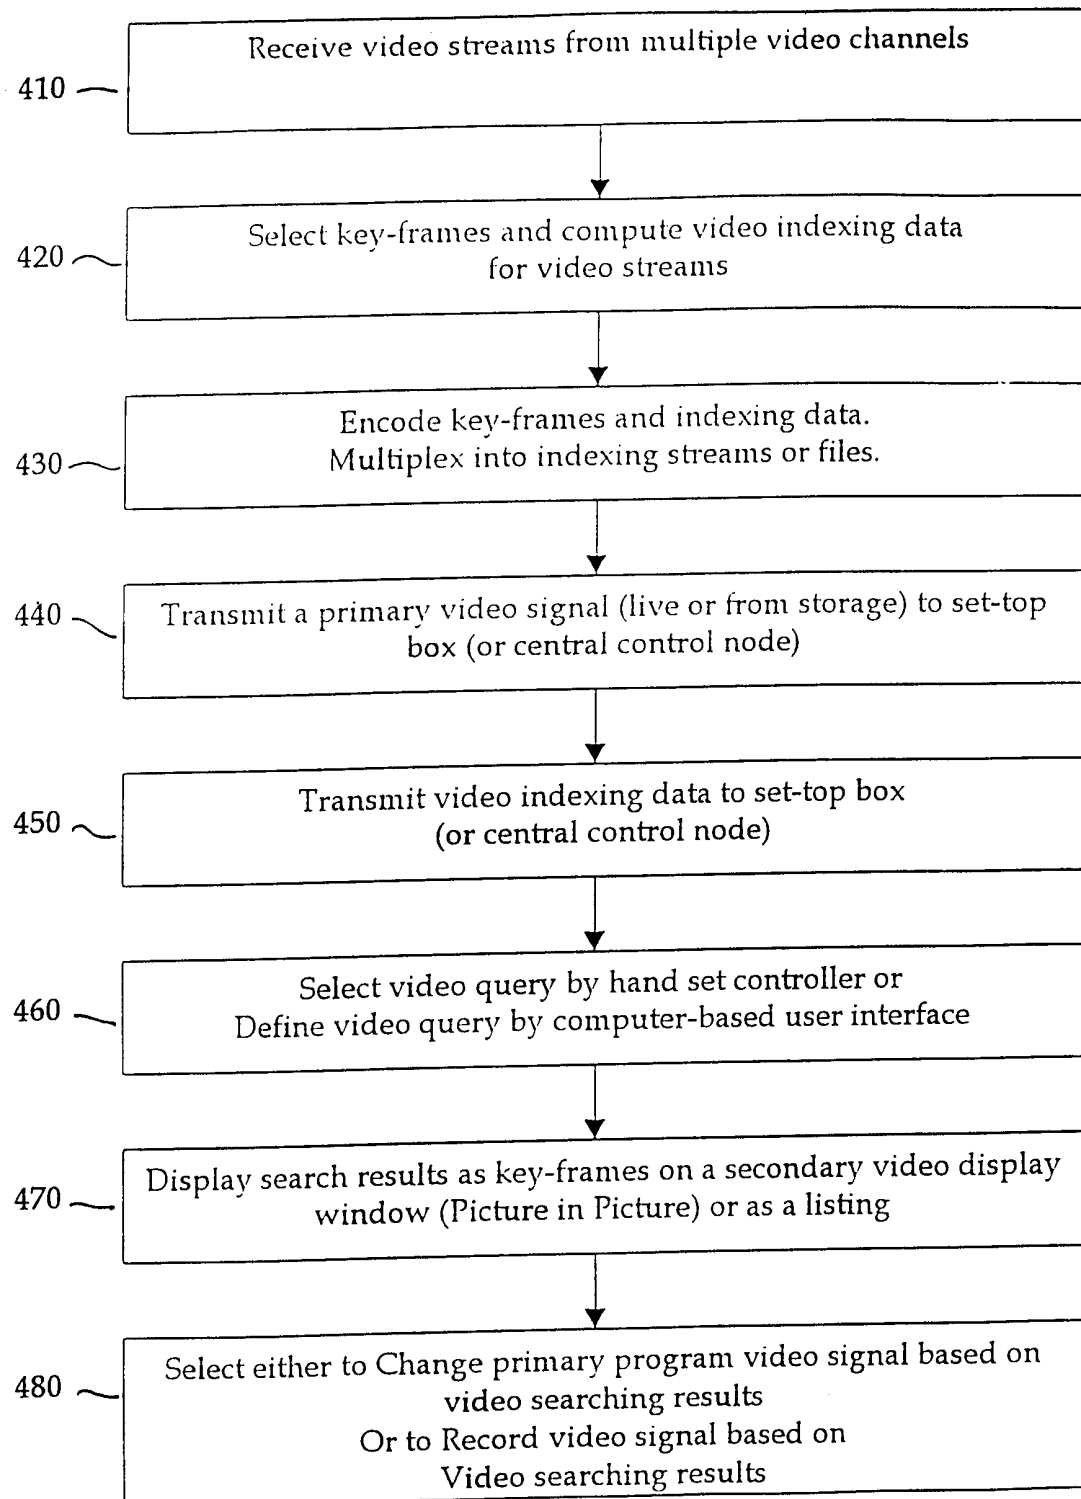 Receive video streams from multiple video channels
410
Select key-frames and compute video indexing data
for video streams
420
Encode key-frames and indexing data.
Multiplex into indexing streams or files.
430
Transmit a primary video signal (live or from storage) to set-top
box (or central control node)
440
Transmit video indexing data to set-top box
(or central control node)
450
Select video query by hand set controller or
Define video query by computer-based user interface
460
Display search results as key-frames on a secondary video display
window (Picture in Picture) or as a listing
470
Select either to Change primary program video signal based on
video searching results
Or to Record video signal based on
Video searching results
480